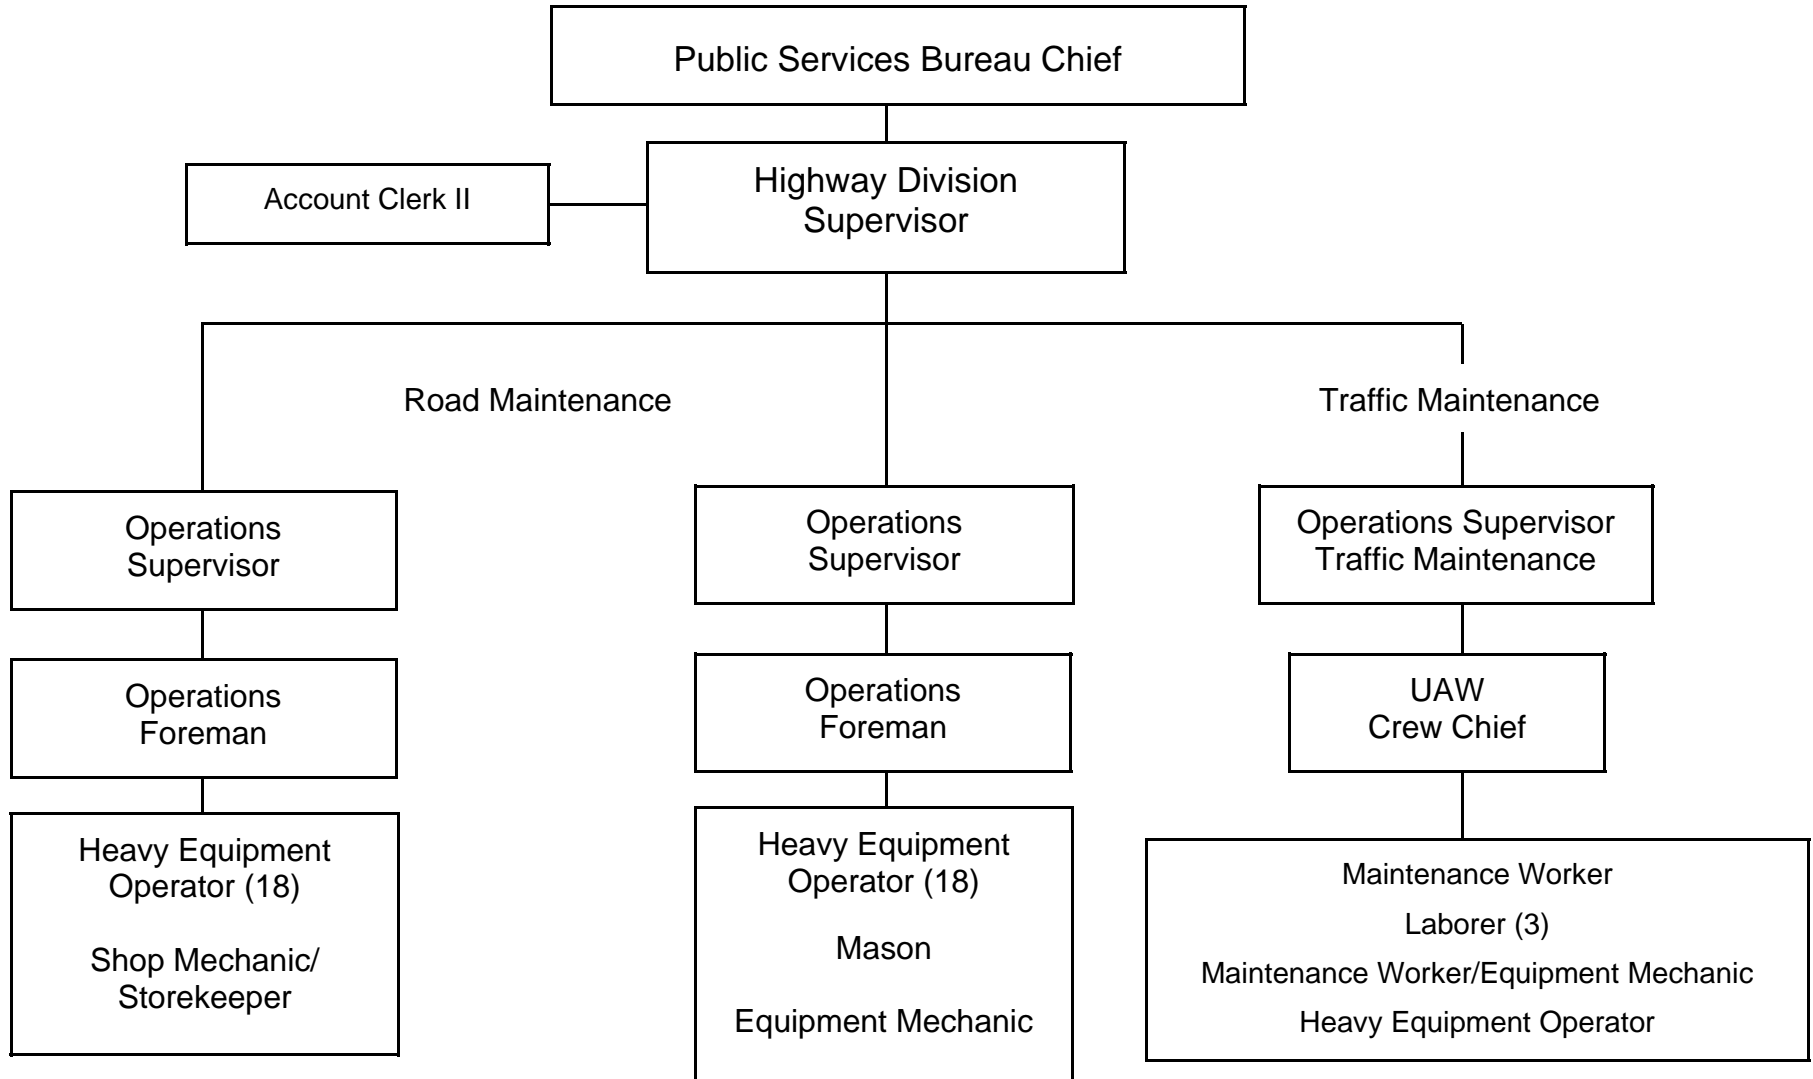 Public Services Bureau Chief
Account Clerk II
Highway Division
Supervisor
Road Maintenance
Traffic Maintenance
Operations
Supervisor
Operations
Supervisor
Operations Supervisor
Traffic Maintenance
Operations
Foreman
Operations
Foreman
UAW
Crew Chief
Heavy Equipment
Operator (18)
Shop Mechanic/
Storekeeper
Heavy Equipment
Operator (18)
Mason
Equipment Mechanic
Maintenance Worker
Laborer (3)
Maintenance Worker/Equipment Mechanic
Heavy Equipment Operator